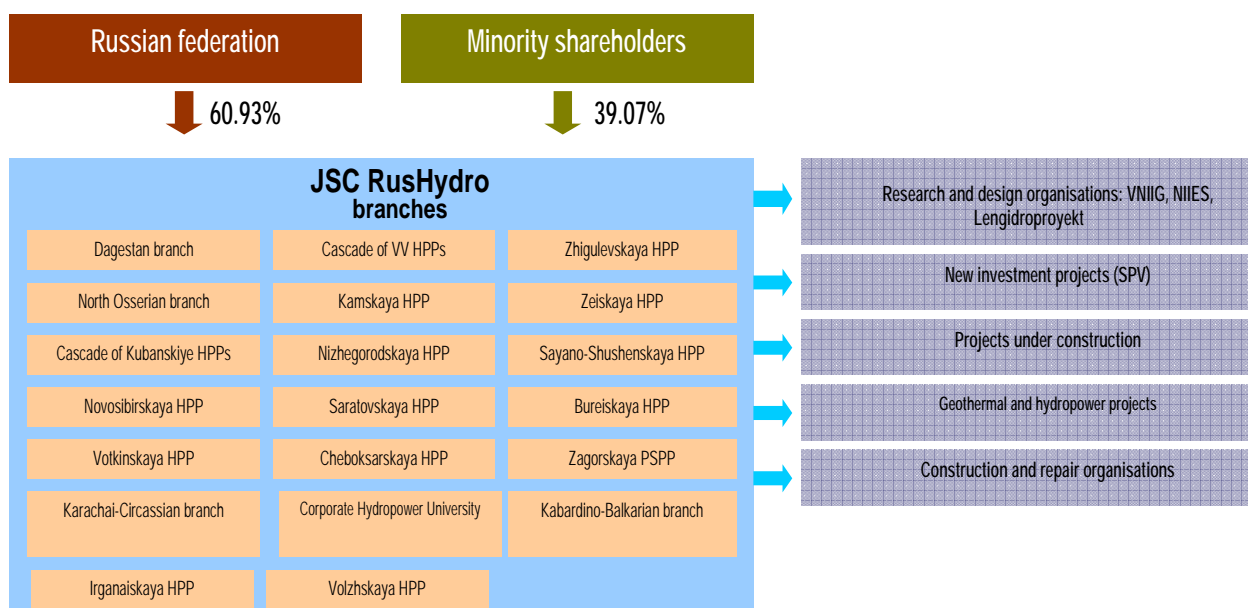 Russian federation
Minority shareholders
60.93%
39.07%
JSC RusHydro
branches
Dagestan branch
Cascade of VV HPPs
Zhigulevskaya HPP
North Osserian branch
Kamskaya HPP
Zeiskaya HPP
Cascade of Kubanskiye HPPs
Nizhegorodskaya HPP
Sayano-Shushenskaya HPP
Novosibirskaya HPP
Saratovskaya HPP
Bureiskaya HPP
Votkinskaya HPP
Cheboksarskaya HPP
Zagorskaya PSPP
Karachai-Circassian branch
Corporate Hydropower University
Kabardino-Balkarian branch
Irganaiskaya HPP
Volzhskaya HPP
Research and design organisations: VNIIG, NIIES,
Lengidroproyekt
New investment projects (SPV)
Projects under construction
Geothermal and hydropower projects
Construction and repair organisations